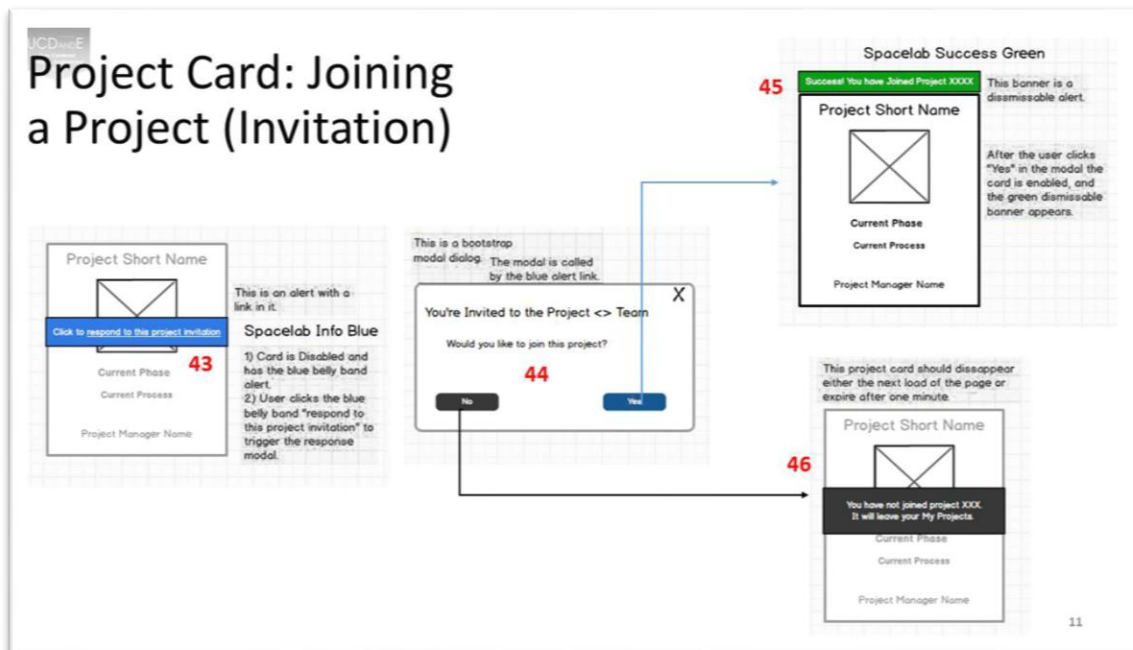 UCDANDE
Project Card: Joining
a Project (Invitation)
Project Short Name
Click to respond to this project invitation
43
Current Phase
Current Process
Project Manager Name
This is an alert with a
link in it.
Spacelab Info Blue
1) Card is Disabled and
has the blue belly band
alert.
2) User clicks the blue
belly band "respond to
this project invitation" to
trigger the response
modal.
This is a bootstrap
modal dialog.
The modal is called
by the blue alert link.
X
You're Invited to the Project <> Team
Would you like to join this project?
44
No
Yes
Spacelab Success Green
45
Success! You have Joined Project XXXX
Project Short Name
Current Phase
Current Process
Project Manager Name
This banner is a
dismissable alert.
After the user clicks
"Yes" in the modal the
card is enabled, and
the green dismissable
banner appears.
This project card should dissappear
either the next load of the page or
expire after one minute.
46
Project Short Name
You have not joined project XXX.
It will leave your My Projects.
Current Phase
Current Process
Project Manager Name
11